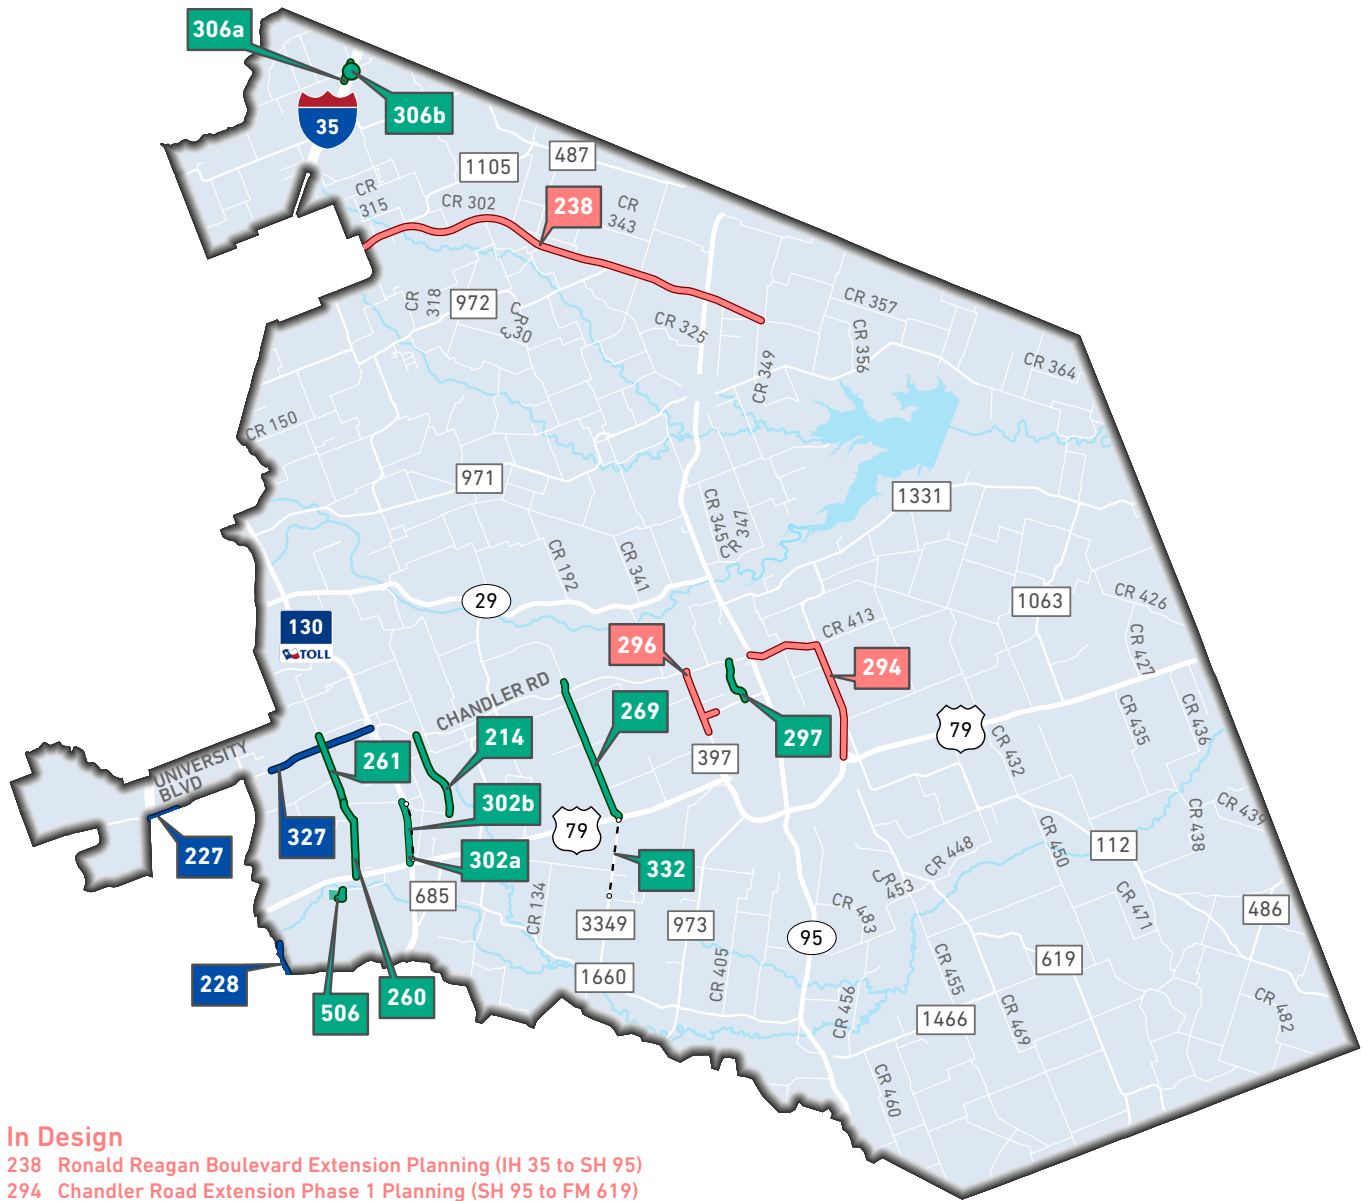 306a
306b
35
1105
487
CR
315
CR 302
238
CR
343
CR
318
972
CR
330
CR 325
CR 357
CR 356
CR 349
CR 364
CR 150
971
1331
CR 345
CR 347
CR 192
CR 341
29
1063
CR 426
CR 427
130
TOLL
296
CR 413
294
CHANDLER RD
269
297
79
CR 435
CR 436
CR 432
397
UNIVERSITY
BLVD
261
214
302b
327
227
79
302a
332
CR 439
CR 438
CR 450
112
CR 448
CR 453
685
CR 134
3349
973
CR 483
CR 471
486
95
228
506
260
1660
CR 405
CR 455
619
CR 456
1466
CR 469
CR 482
CR 460
In Design
238 Ronald Reagan Boulevard Extension Planning (IH 35 to SH 95)
294 Chandler Road Extension Phase 1 Planning (SH 95 to FM 619)